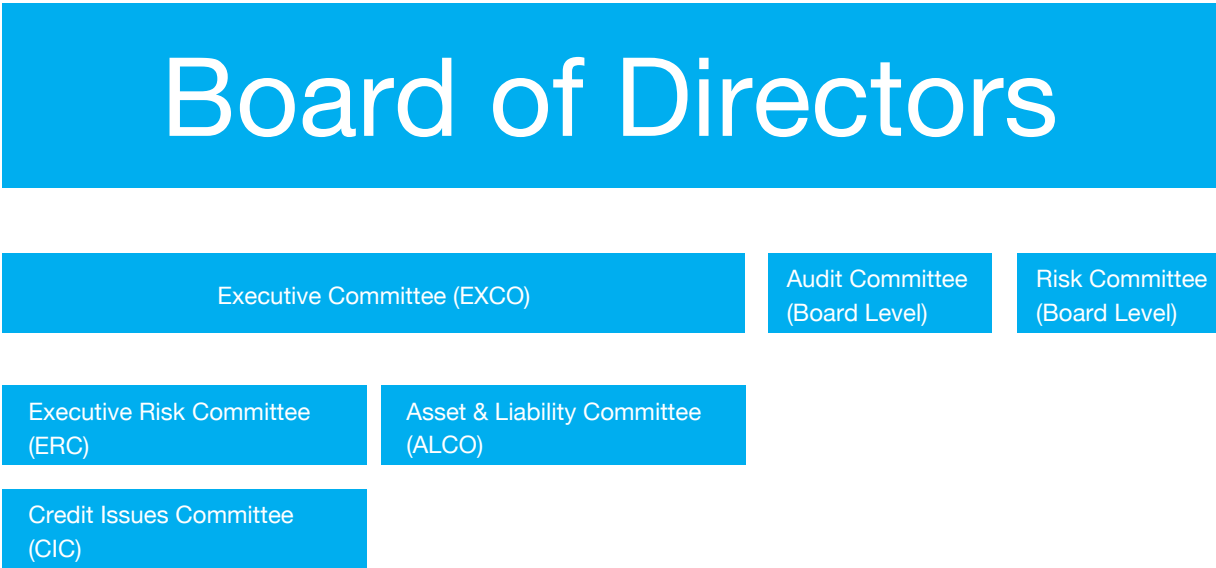 Board of Directors
Executive Committee (EXCO)
Audit Committee
(Board Level)
Risk Committee
(Board Level)
Executive Risk Committee
(ERC)
Asset & Liability Committee
(ALCO)
Credit Issues Committee
(CIC)